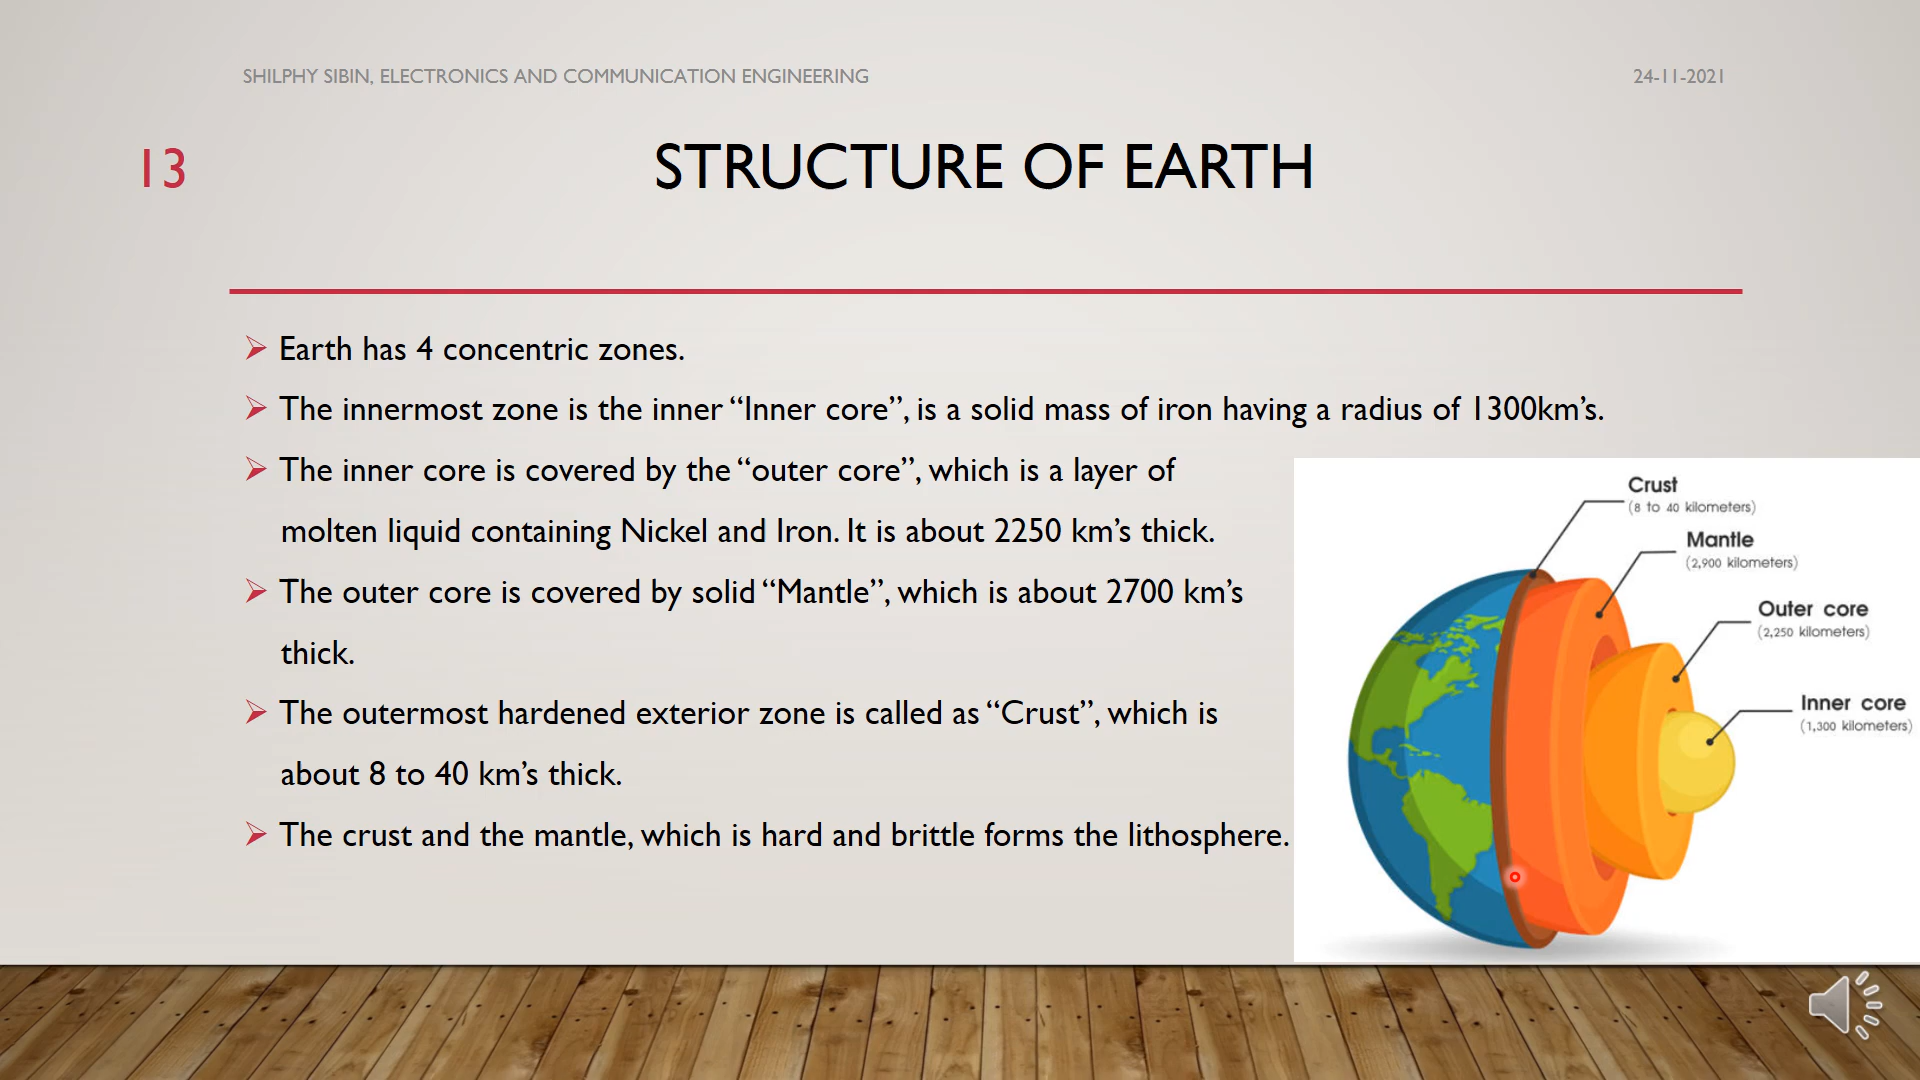 SHILPHY SIBIN, ELECTRONICS AND COMMUNICATION ENGINEERING
24-11-2021
13
STRUCTURE OF EARTH
Earth has 4 concentric zones.
The innermost zone is the inner “Inner core”, is a solid mass of iron having a radius of 1300km’s.
The inner core is covered by the “outer core”, which is a layer of
molten liquid containing Nickel and Iron. It is about 2250 km’s thick.
The outer core is covered by solid “Mantle”, which is about 2700 km’s
thick.
The outermost hardened exterior zone is called as “Crust”, which is
about 8 to 40 km’s thick.
The crust and the mantle, which is hard and brittle forms the lithosphere.
Crust
(8 to 40 kilometers)
Mantle
(2,900 kilometers)
Outer core
(2,250 kilometers)
Inner core
(1,300 kilometers)